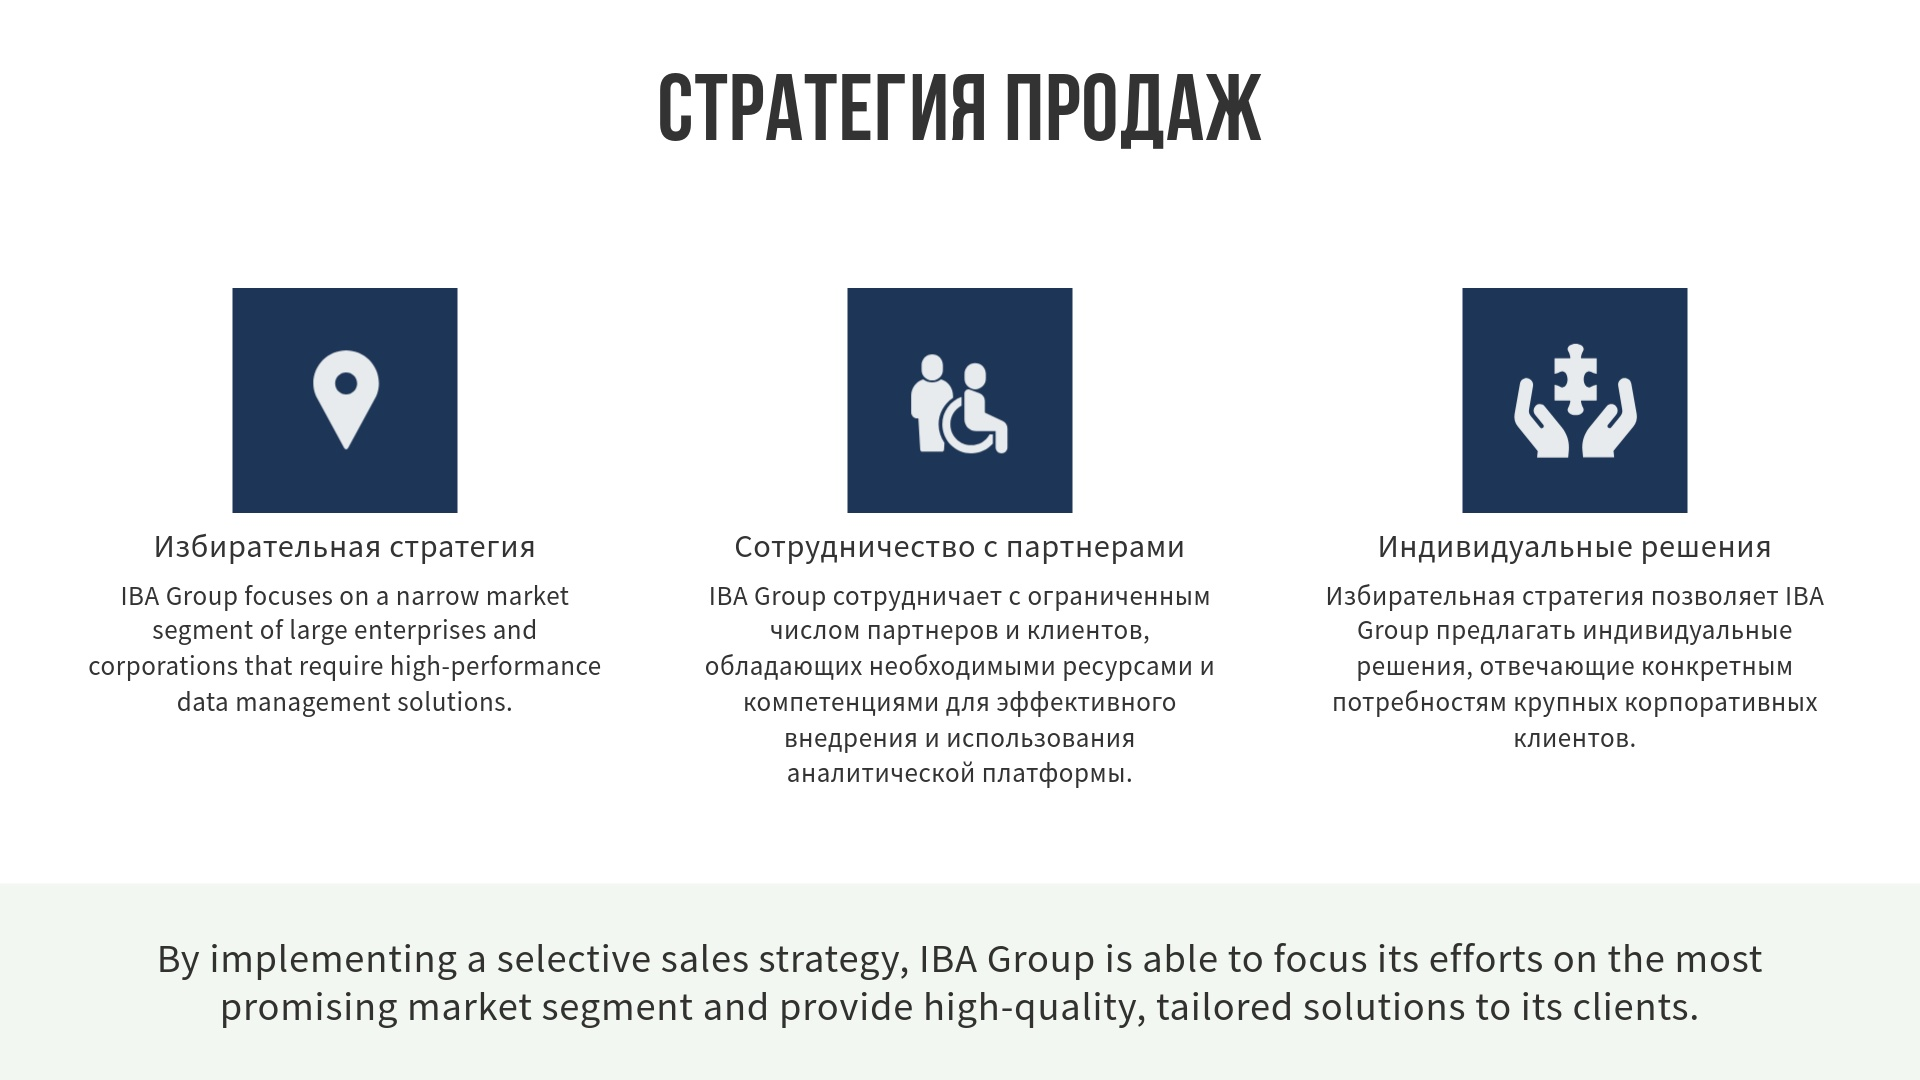 СТРАТЕГИЯ ПРОДАЖ
Избирательная стратегия
IBA Group focuses on a narrow market
segment of large enterprises and
corporations that require high-performance
data management solutions.
Сотрудничество с партнерами
IBA Group сотрудничает с ограниченным
числом партнеров и клиентов,
обладающих необходимыми ресурсами и
компетенциями для эффективного
внедрения и использования
аналитической платформы.
Индивидуальные решения
Избирательная стратегия позволяет IBA
Group предлагать индивидуальные
решения, отвечающие конкретным
потребностям крупных корпоративных
клиентов.
By implementing a selective sales strategy, IBA Group is able to focus its efforts on the most
promising market segment and provide high-quality, tailored solutions to its clients.